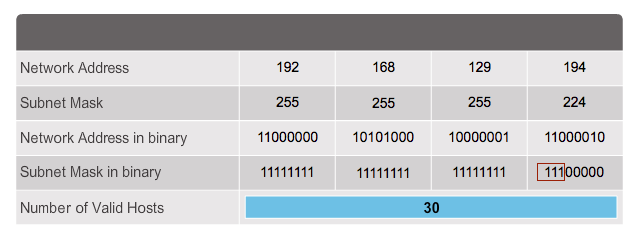 Network Address 192 168 129 194
Subnet Mask 255 255 255 224
Network Address in binary 11000000 10101000 10000001 11000010
Subnet Mask in binary 11111111 11111111 11111111 11100000
Number of Valid Hosts 30